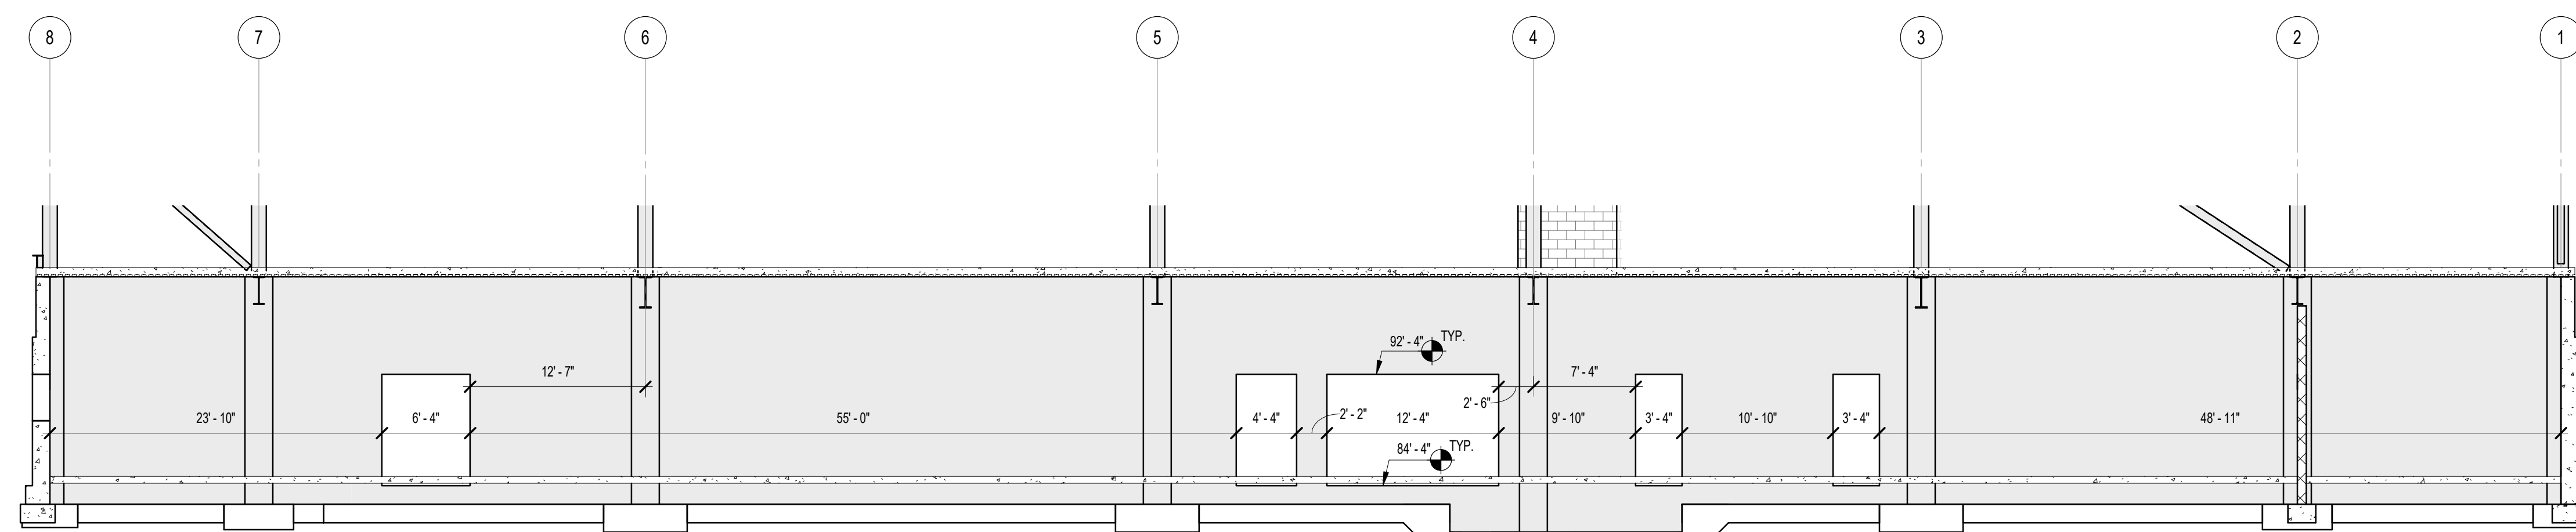 8 7 6 5 4 3 2 1
92' - 4" TYP.
12' - 7" 7' - 4"
2' - 6"
23' - 10" 6' - 4" 55' - 0" 4' - 4" 2' - 2" 12' - 4" 9' - 10" 3' - 4" 10' - 10" 3' - 4" 48' - 11"
84' - 4" TYP.